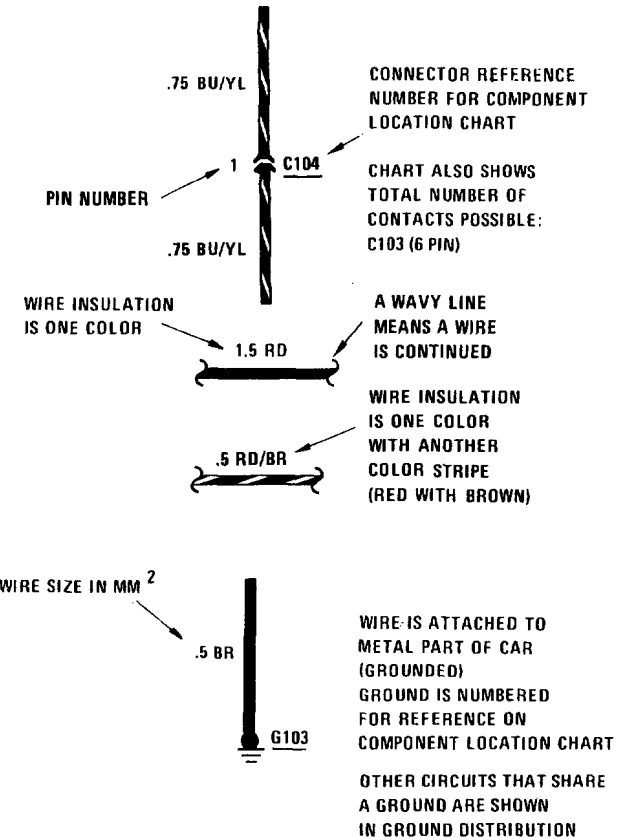 .75 BU/YL
CONNECTOR REFERENCE
NUMBER FOR COMPONENT
LOCATION CHART
1
C104
PIN NUMBER
CHART ALSO SHOWS
TOTAL NUMBER OF
CONTACTS POSSIBLE:
C103 (6 PIN)
.75 BU/YL
WIRE INSULATION
IS ONE COLOR
1.5 RD
A WAVY LINE
MEANS A WIRE
IS CONTINUED
WIRE INSULATION
IS ONE COLOR
WITH ANOTHER
COLOR STRIPE
(RED WITH BROWN)
.5 RD/BR
WIRE SIZE IN MM 2
.5 BR
G103
WIRE IS ATTACHED TO
METAL PART OF CAR
(GROUNDED)
GROUND IS NUMBERED
FOR REFERENCE ON
COMPONENT LOCATION CHART
OTHER CIRCUITS THAT SHARE
A GROUND ARE SHOWN
IN GROUND DISTRIBUTION